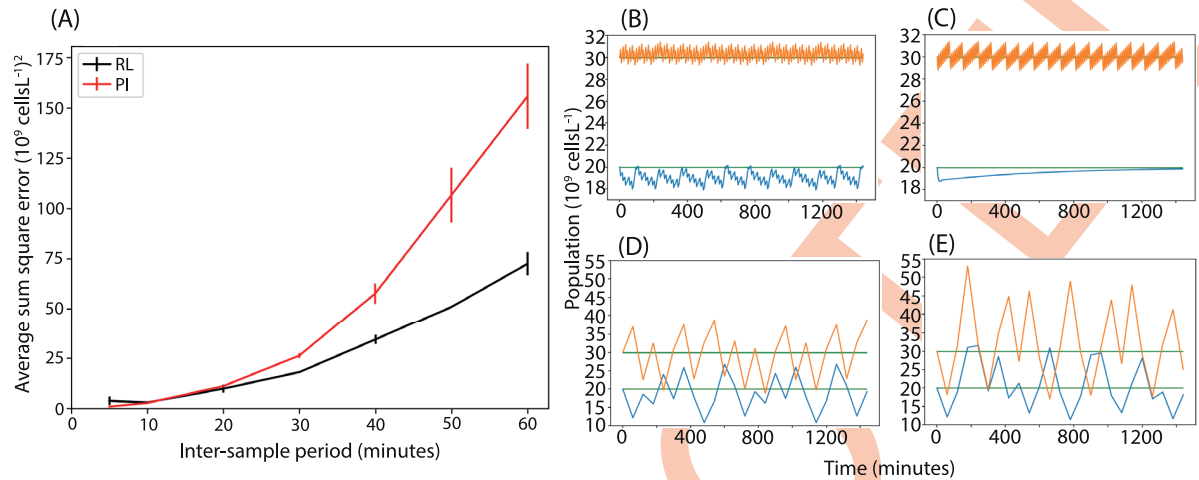 (A)
Average sum square error (10⁹ cellsL⁻¹)²
175
150
125
100
75
50
25
0
RL
PI
0 10 20 30 40 50 60
Inter-sample period (minutes)
(B)
Population (10⁹ cellsL⁻¹)
32
30
28
26
24
22
20
18
0 400 800 1200
(C)
32
30
28
26
24
22
20
18
0 400 800 1200
(D)
55
50
45
40
35
30
25
20
15
10
0 400 800 1200
(E)
55
50
45
40
35
30
25
20
15
10
0 400 800 1200
Time (minutes)